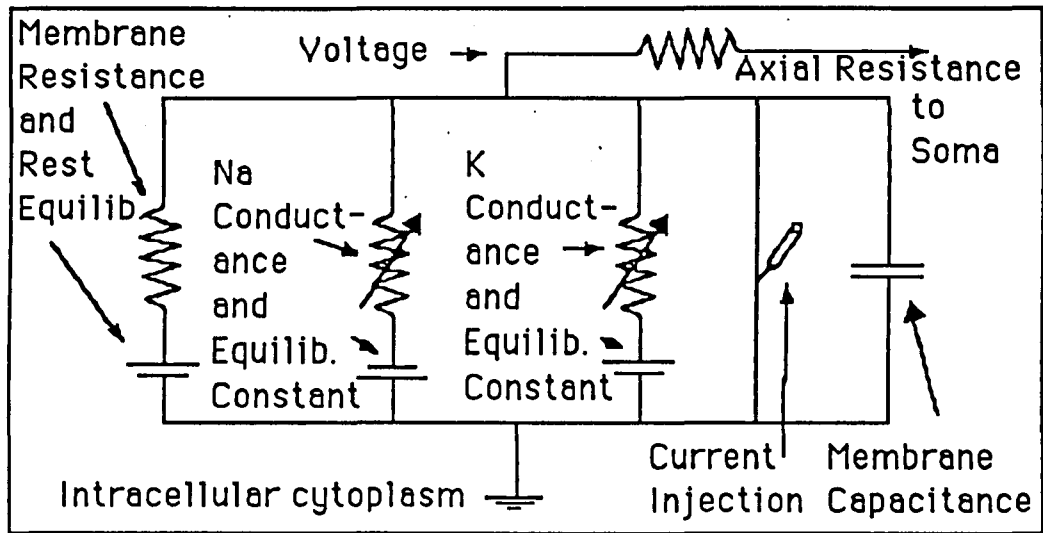 Membrane
Resistance
and
Rest
Equilib.
Voltage
Axial Resistance
to
Soma
Na
Conduct-
ance
and
Equilib.
Constant
K
Conduct-
ance
and
Equilib.
Constant
Current
Injection
Membrane
Capacitance
Intracellular cytoplasm